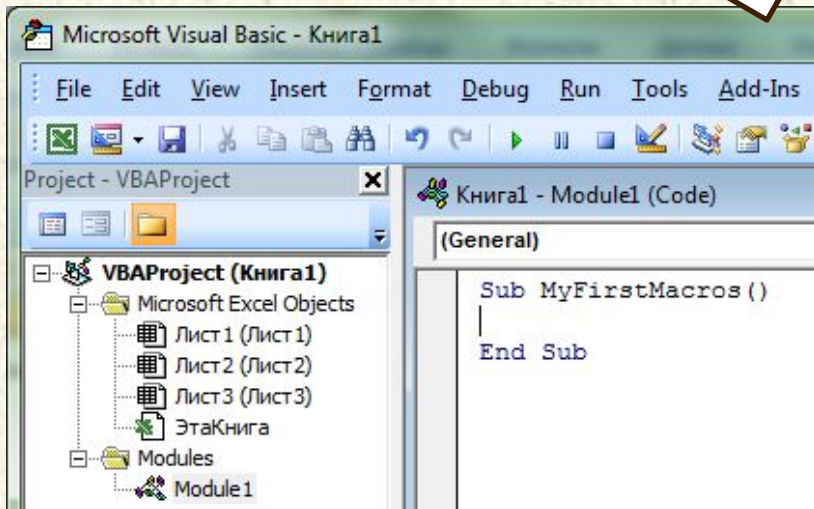 Microsoft Visual Basic - Книга1
File Edit View Insert Format Debug Run Tools Add-Ins
Project - VBAProject
Книга1 - Module1 (Code)
(General)
VBAProject (Книга1)
Microsoft Excel Objects
Лист1 (Лист1)
Лист2 (Лист2)
Лист3 (Лист3)
ЭтаКнига
Modules
Module1
Sub MyFirstMacros()
End Sub